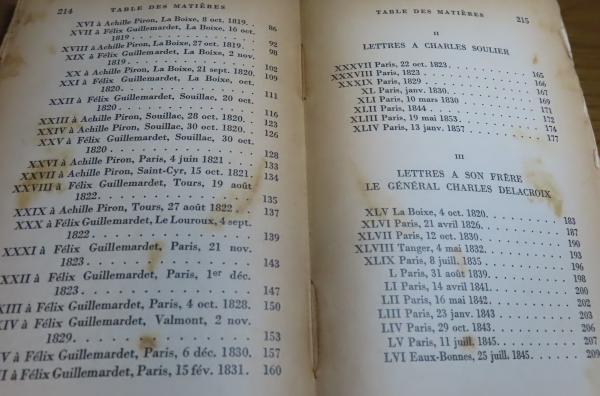 214 TABLE DES MATIÈRES
XVI à Achille Piron, La Boixe, 8 oct. 1819. 86
XVII à Félix Guillemardet, La Boixe, 16 oct.
1819. 92
XVIII à Achille Piron, La Boixe, 27 oct. 1819. 98
XIX à Félix Guillemardet, La Boixe, 2 nov.
1819. 102
XX à Achille Piron, La Boixe, 21 sept. 1820. 109
XXI à Félix Guillemardet, La Boixe, oct.
1820. 111
XXII à Félix Guillemardet, Souillac, 20 oct.
1820. 116
XXIII à Achille Piron, Souillac, 28 oct. 1820. 123
XXIV à Achille Piron, Souillac, 30 oct. 1820. 126
XXV à Félix Guillemardet, Souillac, 30 oct.
1820. 128
XXVI à Achille Piron, Paris, 4 juin 1821. 133
XXVII à Achille Piron, Saint-Cyr, 15 oct. 1821. 134
XXVIII à Félix Guillemardet, Tours, 19 août
1822. 135
XXIX à Achille Piron, Tours, 27 août 1822. 137
XXX à Félix Guillemardet, Le Louroux, 4 sept.
1822. 139
XXXI à Félix Guillemardet, Paris, 21 nov.
1823. 143
XXII à Félix Guillemardet, Paris, 1er déc.
1823. 147
XIII à Félix Guillemardet, Paris, 4 oct. 1828. 150
XIV à Félix Guillemardet, Valmont, 2 nov.
1829. 153
V à Félix Guillemardet, Paris, 6 déc. 1830. 157
I à Félix Guillemardet, Paris, 15 fév. 1831. 160
TABLE DES MATIÈRES 215
II
LETTRES A CHARLES SOULIER
XXXVII Paris, 22 oct. 1823.
XXXVIII Paris, 1823. 165
XXXIX Paris, 1829. 166
XL Paris, janv. 1830. 167
XLI Paris, 10 mars 1830. 169
XLII Paris, 1844. 171
XLIII Paris, 19 mai 1853. 172
XLIV Paris, 13 janv. 1857. 174
177
III
LETTRES A SON FRÈRE
LE GÉNÉRAL CHARLES DELACROIX
XLV La Boixe, 4 oct. 1820. 183
XLVI Paris, 21 avril 1826. 187
XLVII Paris, 12 oct. 1830. 190
XLVIII Tanger, 4 mai 1832. 193
XLIX Paris, 8 juill. 1835. 196
L Paris, 31 août 1839. 198
LI Paris, 14 avril 1841. 200
LII Paris, 16 mai 1842. 202
LIII Paris, 23 janv. 1843 203
LIV Paris, 29 oct. 1843 206
LV Paris, 11 juill. 1845. 207
LVI Eaux-Bonnes, 25 juill. 1845. 209